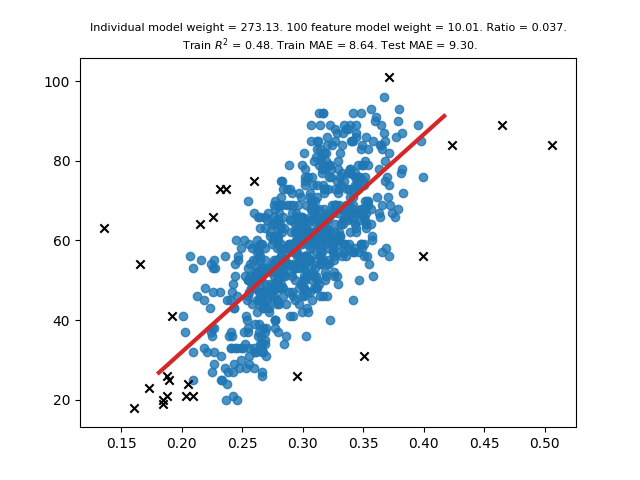 Individual model weight = 273.13. 100 feature model weight = 10.01. Ratio = 0.037.
Train R² = 0.48. Train MAE = 8.64. Test MAE = 9.30.
100
80
60
40
20
0.15 0.20 0.25 0.30 0.35 0.40 0.45 0.50